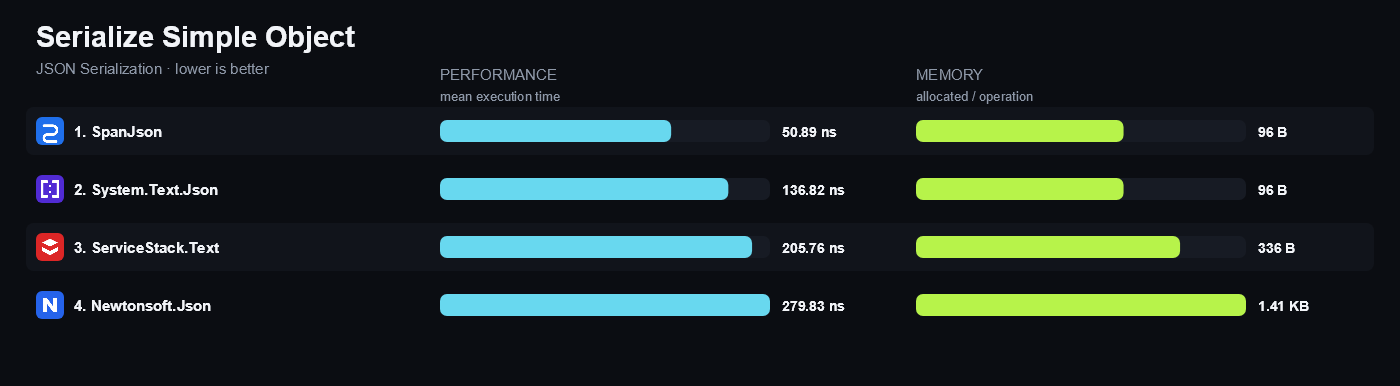 Serialize Simple Object
JSON Serialization · lower is better
PERFORMANCE
mean execution time
MEMORY
allocated / operation
1. SpanJson 50.89 ns 96 B
2. System.Text.Json 136.82 ns 96 B
3. ServiceStack.Text 205.76 ns 336 B
N 4. Newtonsoft.Json 279.83 ns 1.41 KB